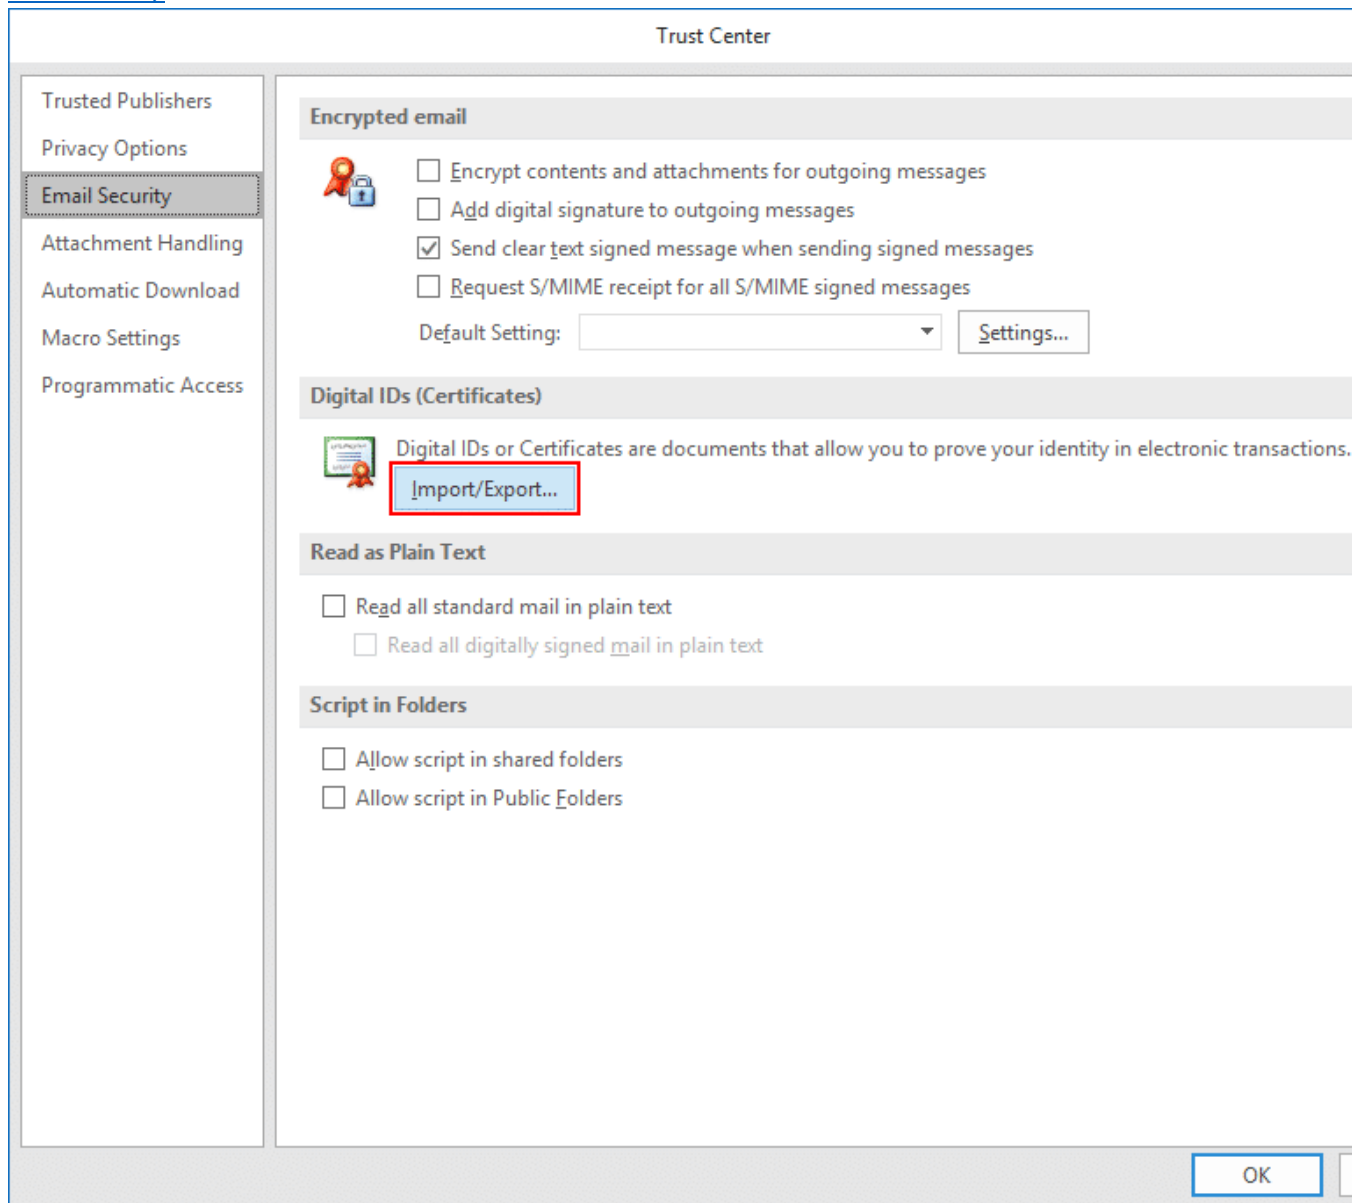 Trust Center
Trusted Publishers
Privacy Options
Email Security
Attachment Handling
Automatic Download
Macro Settings
Programmatic Access
Encrypted email
Encrypt contents and attachments for outgoing messages
Add digital signature to outgoing messages
Send clear text signed message when sending signed messages
Request S/MIME receipt for all S/MIME signed messages
Default Setting:
Settings...
Digital IDs (Certificates)
Digital IDs or Certificates are documents that allow you to prove your identity in electronic transactions.
Import/Export...
Read as Plain Text
Read all standard mail in plain text
Read all digitally signed mail in plain text
Script in Folders
Allow script in shared folders
Allow script in Public Folders
OK